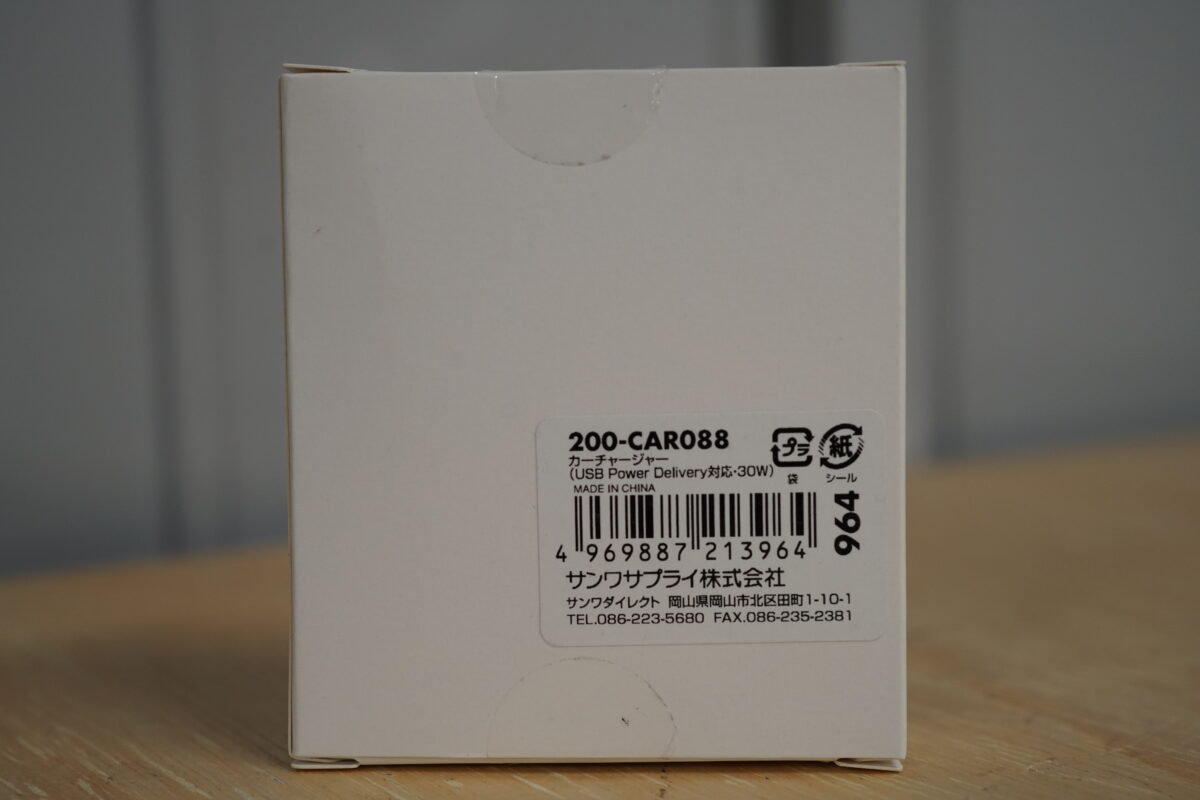 200-CAR088
カーチャージャー
(USB Power Delivery対応・30W)
MADE IN CHINA
プラ
袋
紙
シール
964
4 969887 213964
サンワサプライ株式会社
サンワダイレクト 岡山県岡山市北区田町1-10-1
TEL.086-223-5680 FAX.086-235-2381